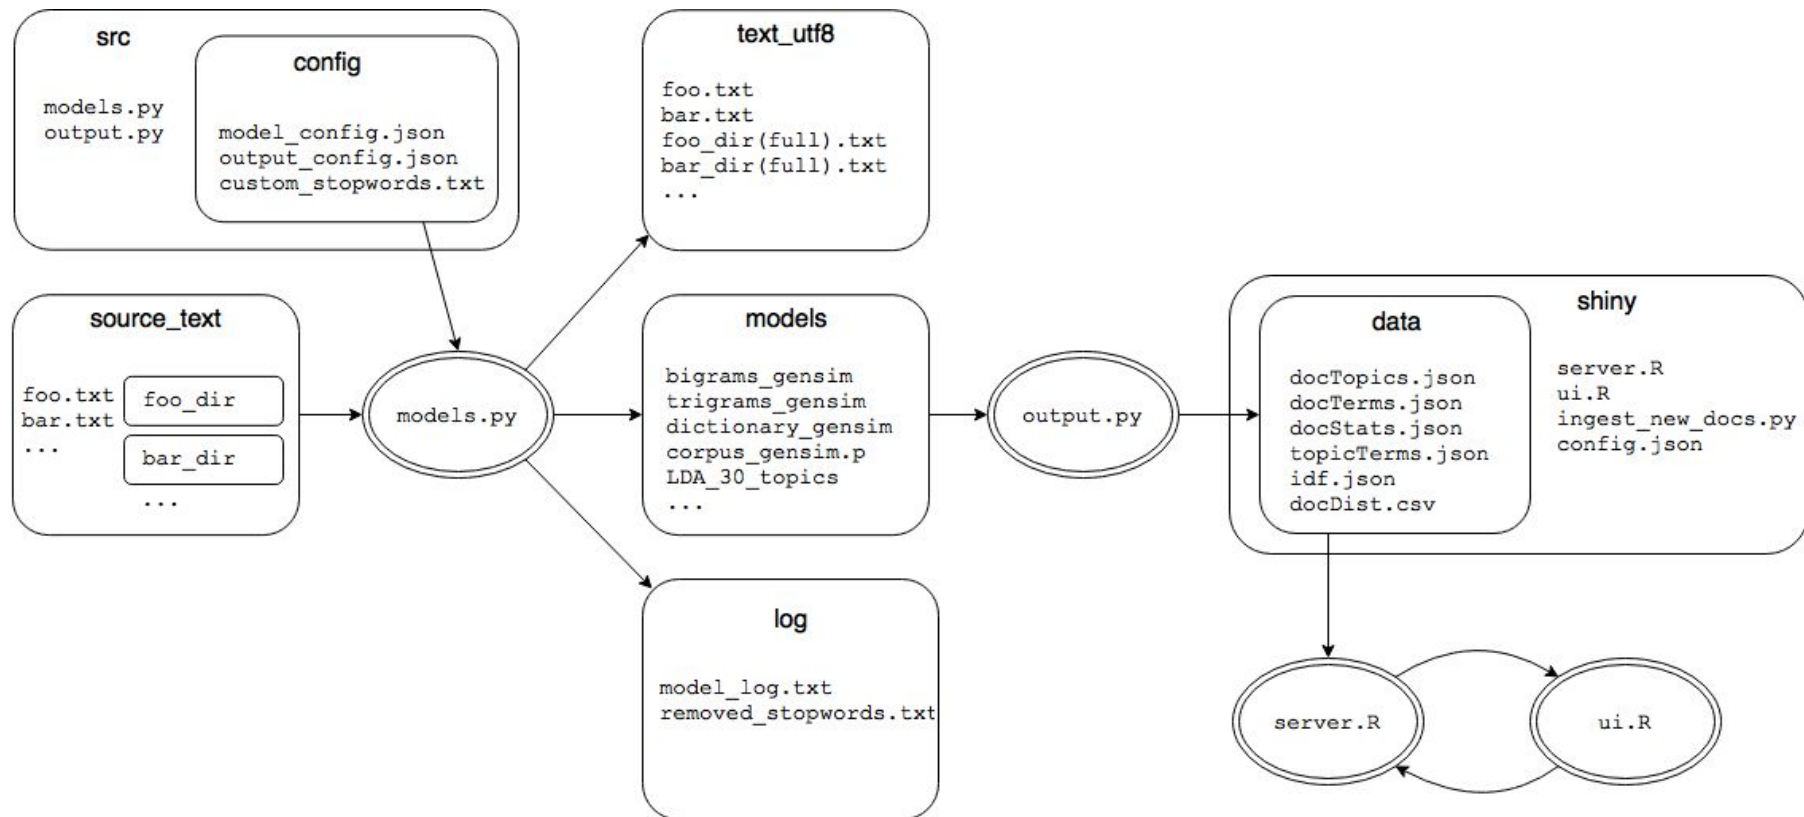 src
models.py
output.py
config
model_config.json
output_config.json
custom_stopwords.txt
text_utf8
foo.txt
bar.txt
foo_dir(full).txt
bar_dir(full).txt
...
source_text
foo.txt
bar.txt
...
foo_dir
bar_dir
...
models.py
models
bigrams_gensim
trigrams_gensim
dictionary_gensim
corpus_gensim.p
LDA_30_topics
...
log
model_log.txt
removed_stopwords.txt
output.py
shiny
data
docTopics.json
docTerms.json
docStats.json
topicTerms.json
idf.json
docDist.csv
server.R
ui.R
ingest_new_docs.py
config.json
server.R
ui.R